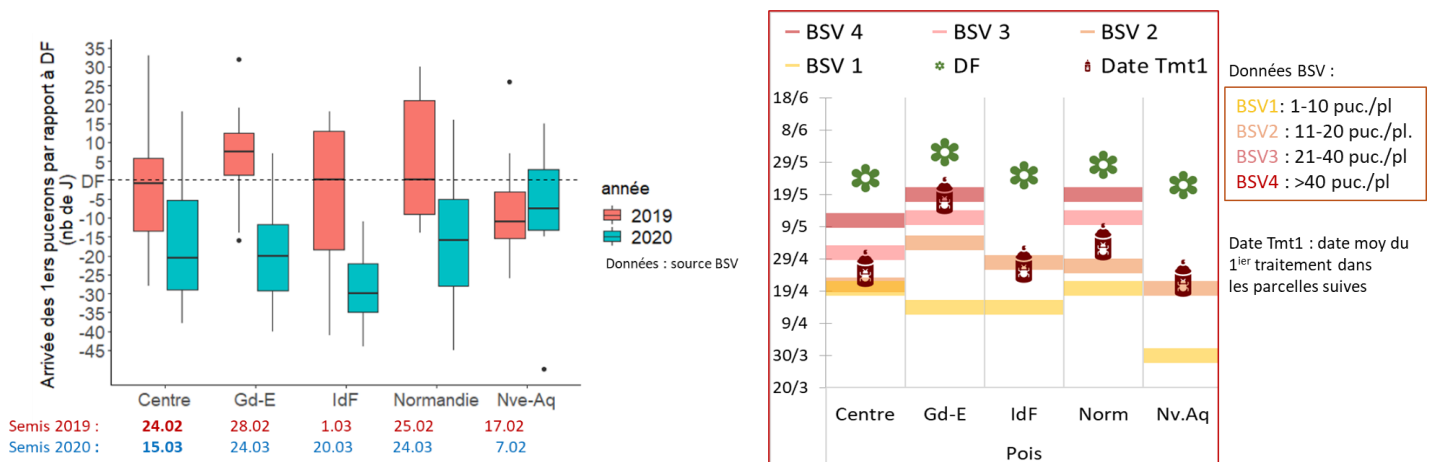 Arrivée des 1ers pucerons par rapport à DF
(nb de J)
35
30
25
20
15
10
5
DF
-5
-10
-15
-20
-25
-30
-35
-40
-45
Centre Gd-E IdF Normandie Nve-Aq
année
2019
2020
Données : source BSV
Semis 2019 : 24.02 28.02 1.03 25.02 17.02
Semis 2020 : 15.03 24.03 20.03 24.03 7.02
BSV 4 BSV 3 BSV 2
BSV 1 DF Date Tmt1
18/6
8/6
29/5
19/5
9/5
29/4
19/4
9/4
30/3
20/3
Centre Gd-E IdF Norm Nv.Aq
Pois
Données BSV :
BSV1: 1-10 puc./pl
BSV2 : 11-20 puc./pl.
BSV3 : 21-40 puc./pl
BSV4 : >40 puc./pl
Date Tmt1 : date moy du
1ier traitement dans
les parcelles suives